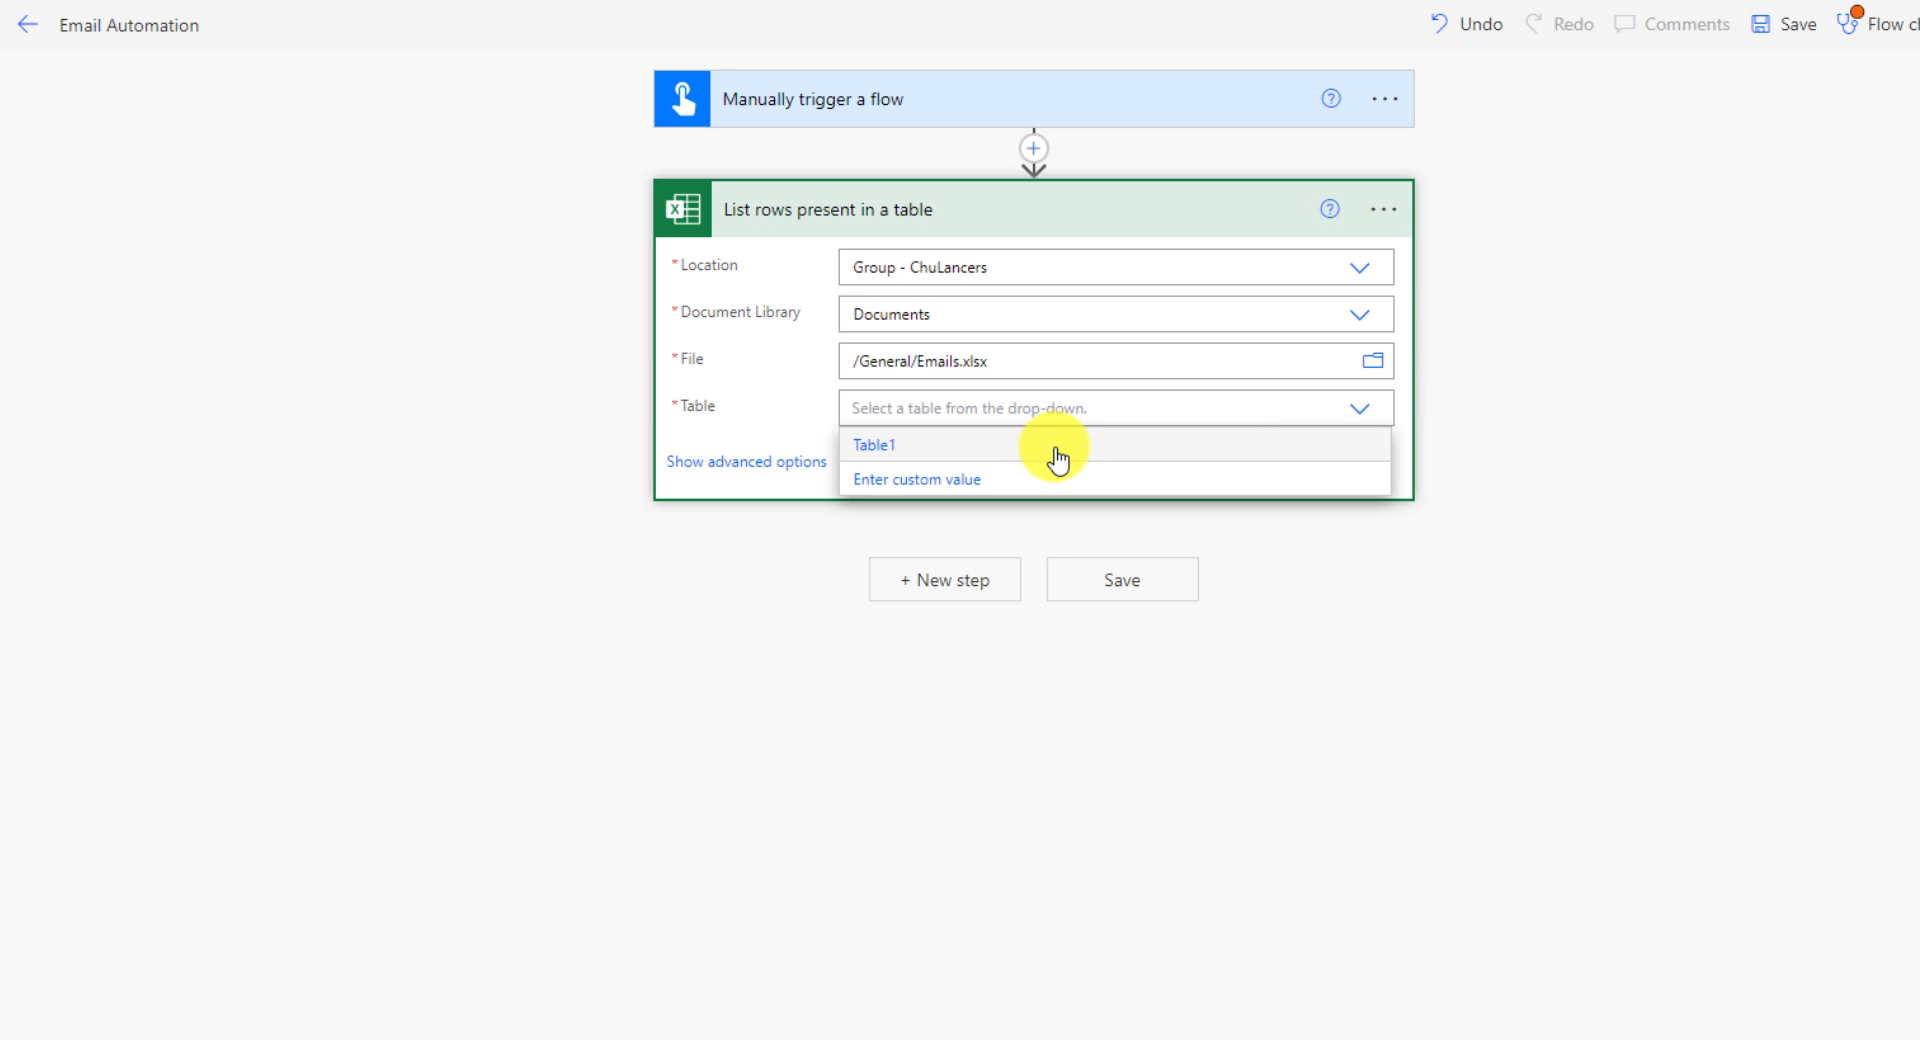 Email Automation
Undo
Redo
Comments
Save
Flow
Manually trigger a flow
List rows present in a table
* Location
Group - ChuLancers
* Document Library
Documents
* File
/General/Emails.xlsx
* Table
Select a table from the drop-down.
Table1
Show advanced options
Enter custom value
+ New step
Save